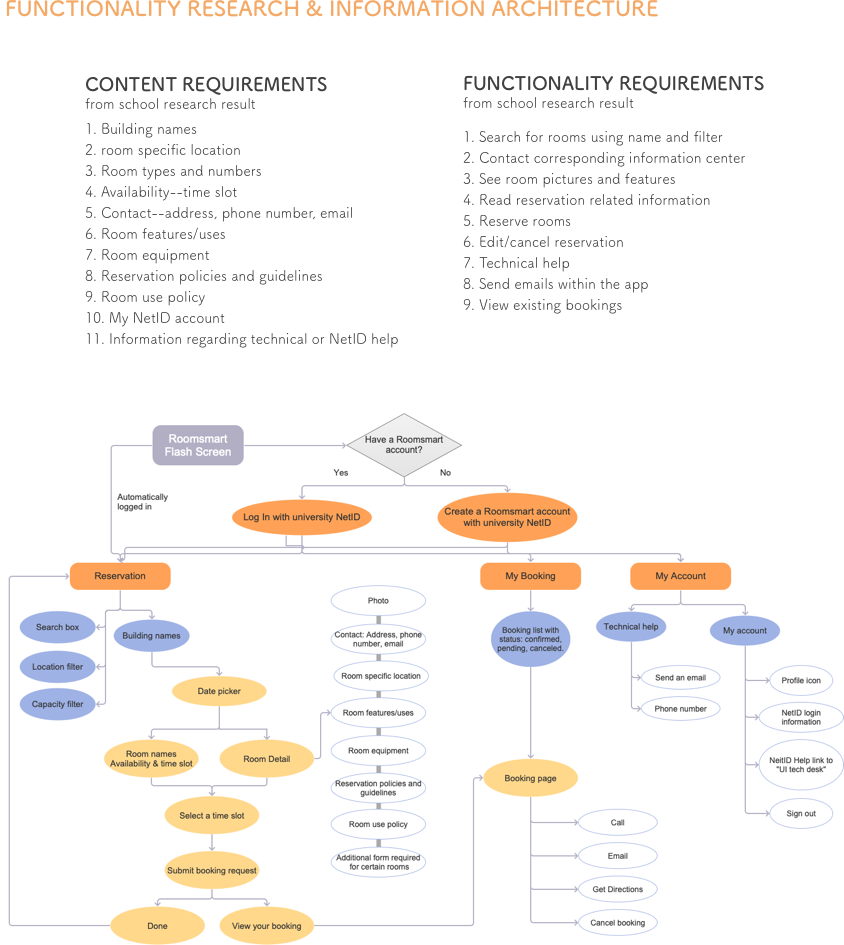 FUNCTIONALITY RESEARCH & INFORMATION ARCHITECTURE
CONTENT REQUIREMENTS
from school research result
1. Building names
2. room specific location
3. Room types and numbers
4. Availability--time slot
5. Contact--address, phone number, email
6. Room features/uses
7. Room equipment
8. Reservation policies and guidelines
9. Room use policy
10. My NetID account
11. Information regarding technical or NetID help
FUNCTIONALITY REQUIREMENTS
from school research result
1. Search for rooms using name and filter
2. Contact corresponding information center
3. See room pictures and features
4. Read reservation related information
5. Reserve rooms
6. Edit/cancel reservation
7. Technical help
8. Send emails within the app
9. View existing bookings
Roomsmart
Flash Screen
Have a Roomsmart
account?
Yes
No
Automatically
logged in
Log In with university NetID
Create a Roomsmart account
with university NetID
Reservation
My Booking
My Account
Search box
Building names
Location filter
Capacity filter
Date picker
Room names
Availability & time slot
Room Detail
Select a time slot
Submit booking request
Done
View your booking
Photo
Contact: Address, phone
number, email
Room specific location
Room features/uses
Room equipment
Reservation policies and
guidelines
Room use policy
Additional form required
for certain rooms
Booking list with
status: confirmed,
pending, canceled.
Booking page
Call
Email
Get Directions
Cancel booking
Technical help
Send an email
Phone number
My account
Profile icon
NetID login
information
NeitID Help link to
"UI tech desk"
Sign out